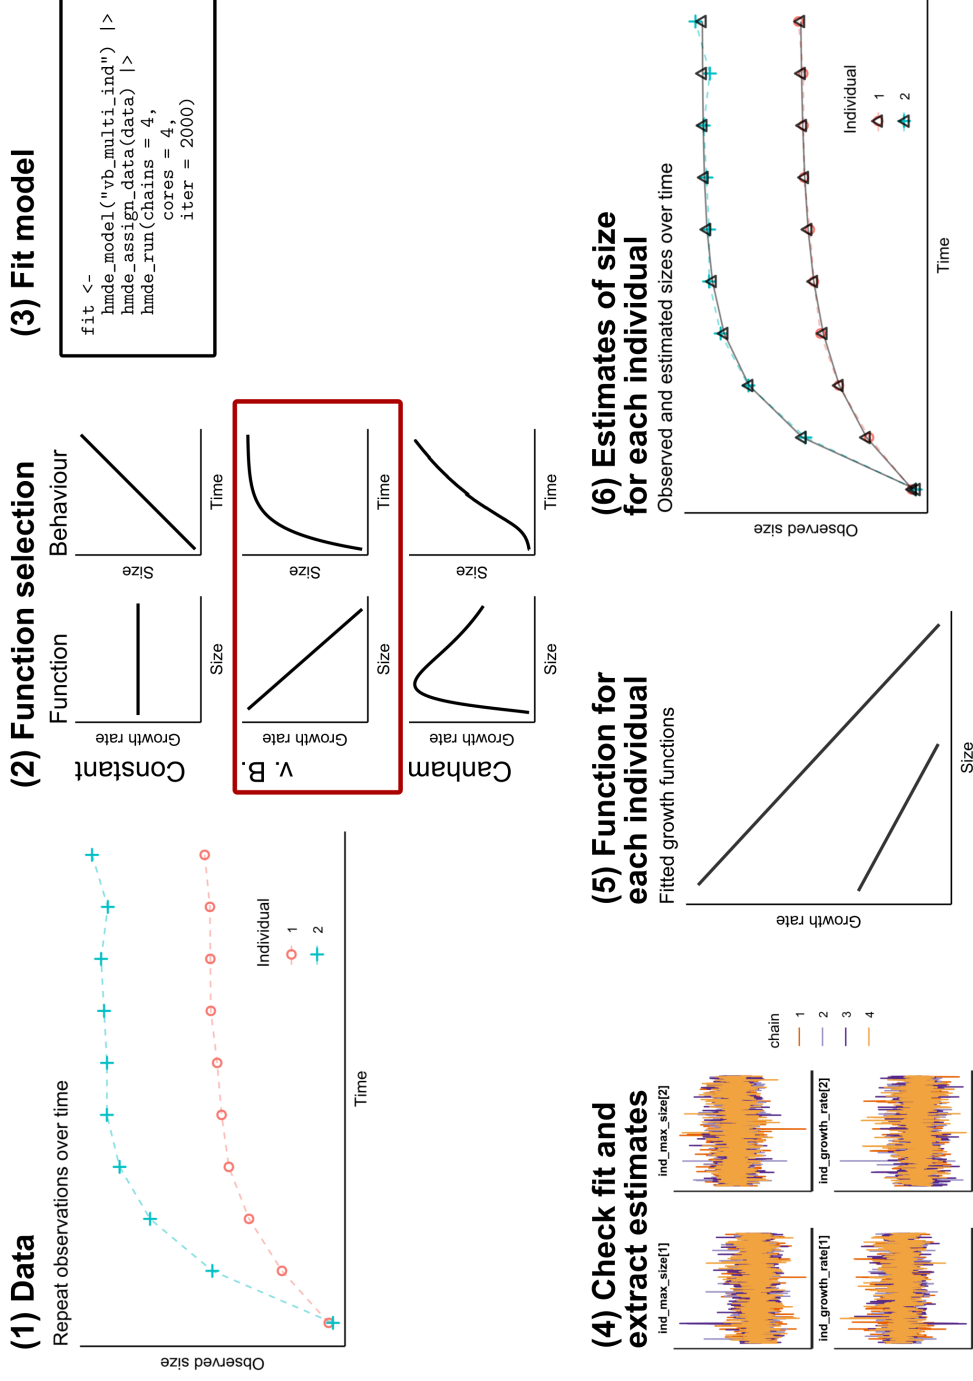 (1) Data
Repeat observations over time
Observed size
Time
Individual
1
2
(2) Function selection
Function
Behaviour
Constant
Growth rate
Size
Size
Time
v. B.
Growth rate
Size
Size
Time
Canham
Growth rate
Size
Size
Time
(3) Fit model
fit <-
hmde_model("vb_multi_ind") |>
hmde_assign_data(data) |>
hmde_run(chains = 4,
cores = 4,
iter = 2000)
(4) Check fit and
extract estimates
ind_max_size[1]
ind_max_size[2]
ind_growth_rate[1]
ind_growth_rate[2]
chain
1
2
3
4
(5) Function for
each individual
Fitted growth functions
Growth rate
Size
(6) Estimates of size
for each individual
Observed and estimated sizes over time
Observed size
Time
Individual
1
2